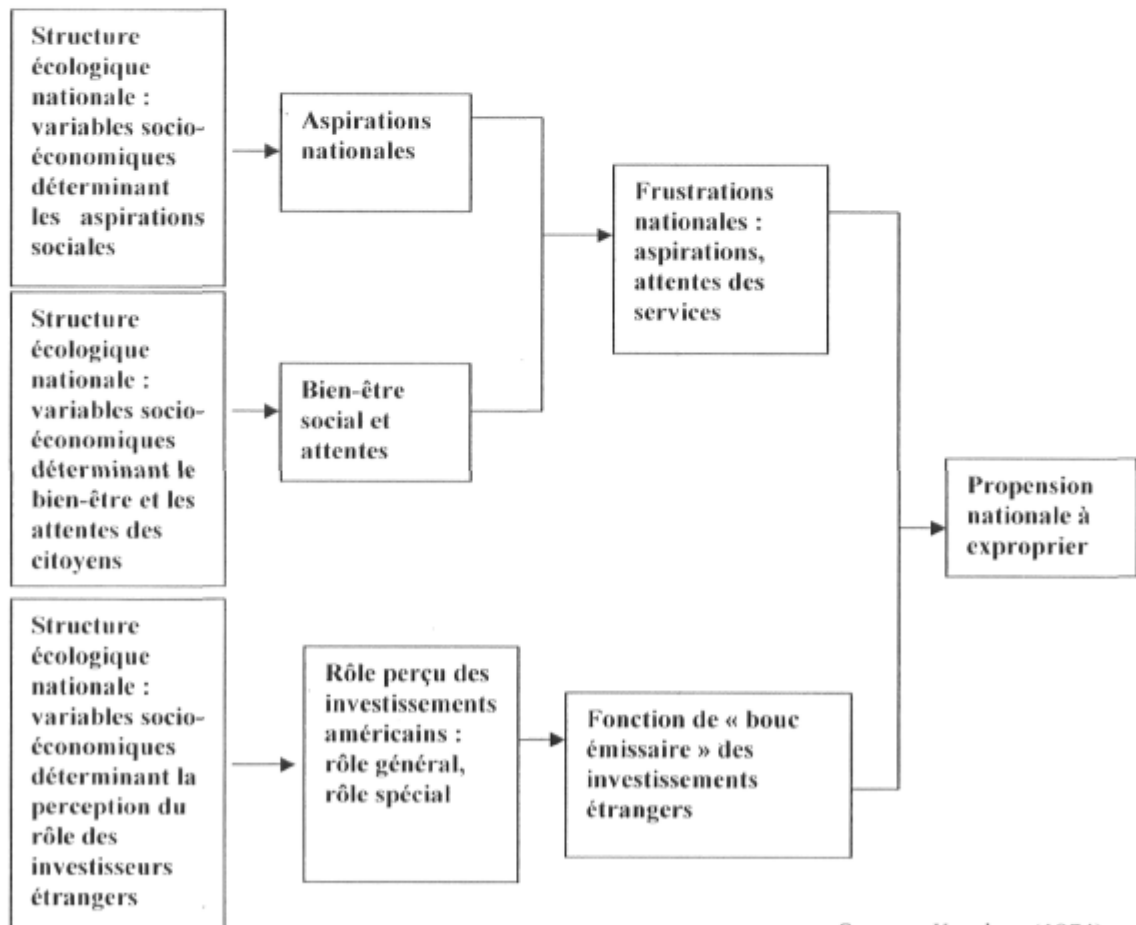 Structure
écologique
nationale :
variables socio-
économiques
déterminant
les aspirations
sociales
Aspirations
nationales
Frustrations
nationales :
aspirations,
attentes des
services
Structure
écologique
nationale :
variables socio-
économiques
déterminant le
bien-être et les
attentes des
citoyens
Bien-être
social et
attentes
Propension
nationale à
exproprier
Structure
écologique
nationale :
variables socio-
économiques
déterminant la
perception du
rôle des
investisseurs
étrangers
Rôle perçu des
investissements
américains :
rôle général,
rôle spécial
Fonction de « bouc
émissaire » des
investissements
étrangers